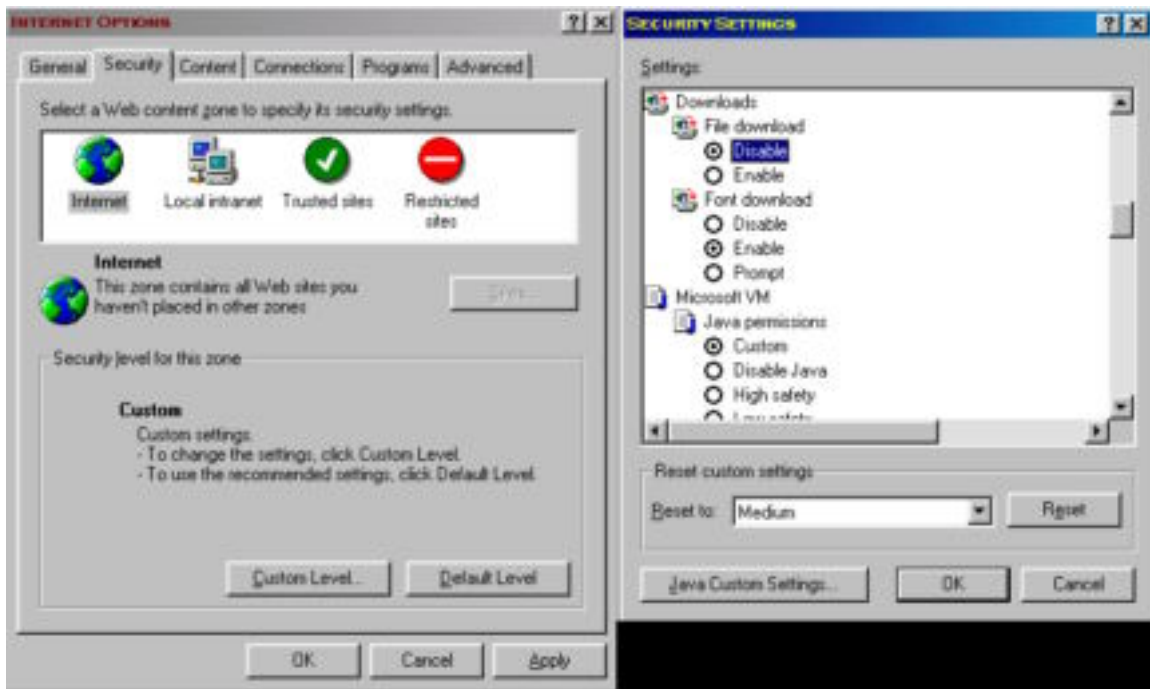 INTERNET OPTIONS
General Security Content Connections Programs Advanced
Select a Web content zone to specify its security settings.
Internet Local intranet Trusted sites Restricted
sites
Internet
This zone contains all Web sites you
haven't placed in other zones
Sites...
Security level for this zone
Custom
Custom settings.
- To change the settings, click Custom Level.
- To use the recommended settings, click Default Level.
Custom Level... Default Level
OK Cancel Apply
SECURITY SETTINGS
Settings:
Downloads
File download
Disable
Enable
Font download
Disable
Enable
Prompt
Microsoft VM
Java permissions
Custom
Disable Java
High safety
Low safety
Reset custom settings
Reset to: Medium Reset
Java Custom Settings... OK Cancel